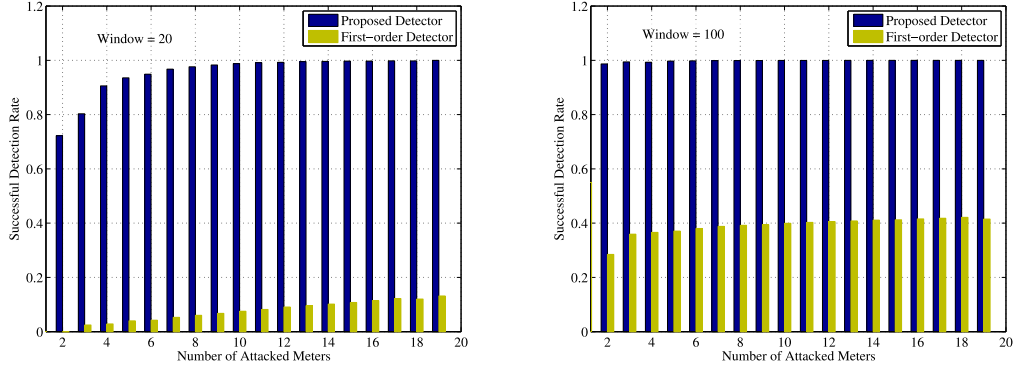 1.2
1
0.8
0.6
0.4
0.2
0
Successful Detection Rate
Window = 20
Proposed Detector
First−order Detector
2 4 6 8 10 12 14 16 18 20
Number of Attacked Meters
1.2
1
0.8
0.6
0.4
0.2
0
Successful Detection Rate
Window = 100
Proposed Detector
First−order Detector
2 4 6 8 10 12 14 16 18 20
Number of Attacked Meters